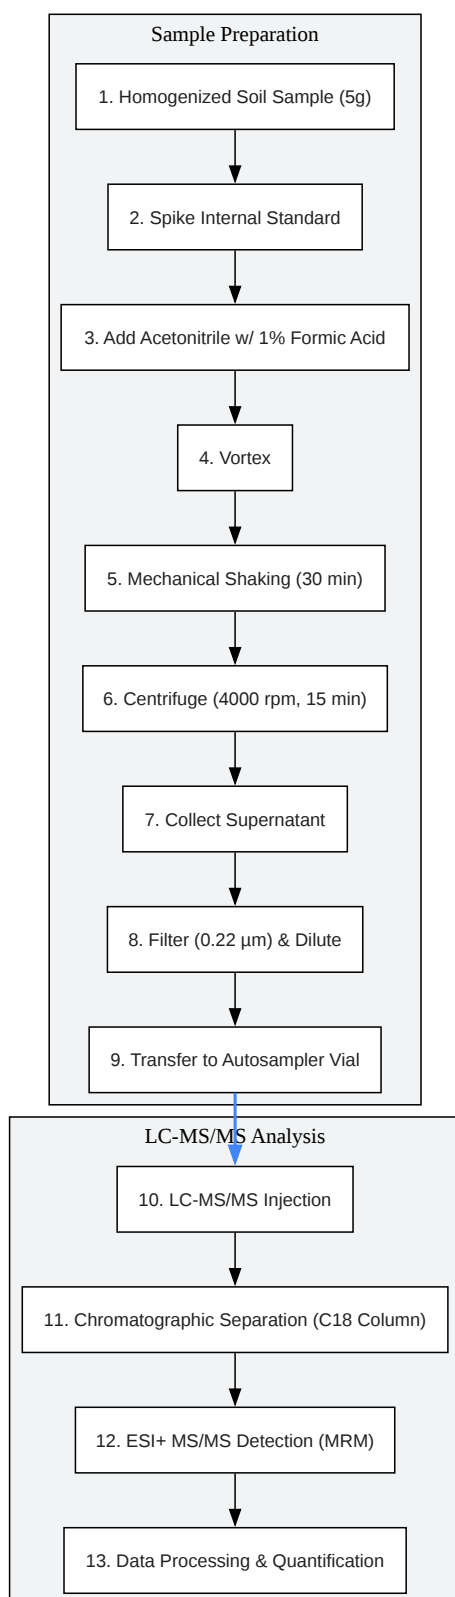 Sample Preparation
1. Homogenized Soil Sample (5g)
2. Spike Internal Standard
3. Add Acetonitrile w/ 1% Formic Acid
4. Vortex
5. Mechanical Shaking (30 min)
6. Centrifuge (4000 rpm, 15 min)
7. Collect Supernatant
8. Filter (0.22 µm) & Dilute
9. Transfer to Autosampler Vial
LC-MS/MS Analysis
10. LC-MS/MS Injection
11. Chromatographic Separation (C18 Column)
12. ESI+ MS/MS Detection (MRM)
13. Data Processing & Quantification